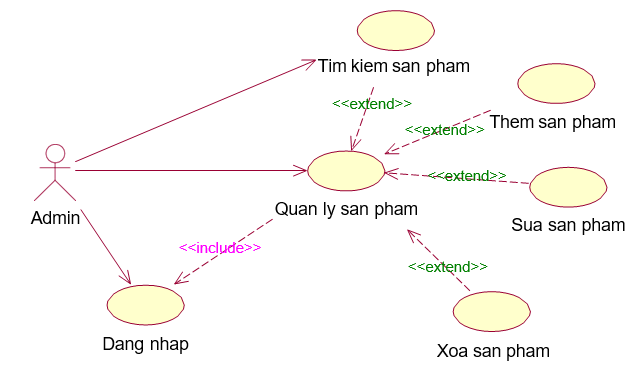 Tim kiem san pham
<<extend>>
Them san pham
<<extend>>
<<extend>>
Admin
Quan ly san pham
Sua san pham
<<include>>
<<extend>>
Dang nhap
Xoa san pham